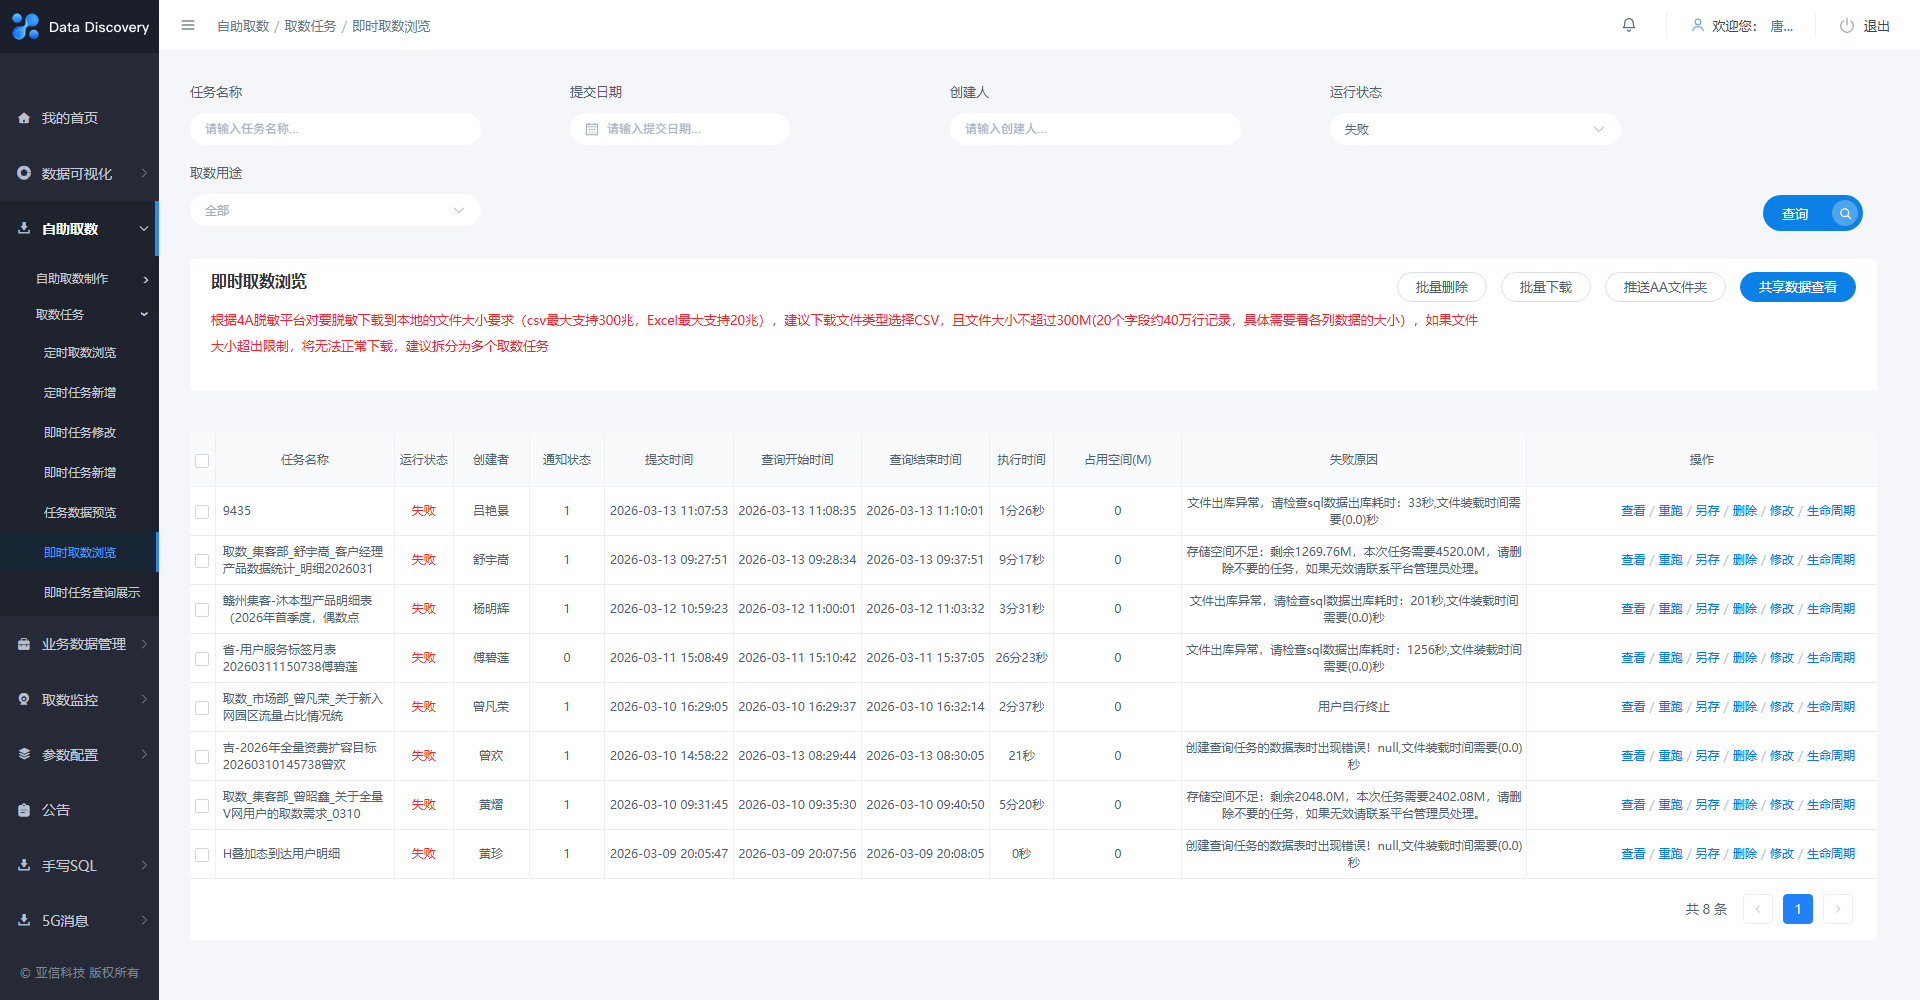 Data Discovery
自助取数 / 取数任务 / 即时取数浏览
欢迎您: 唐...
退出
我的首页
数据可视化
自助取数
自助取数制作
取数任务
定时取数浏览
定时任务新增
即时任务修改
即时任务新增
任务数据预览
即时取数浏览
即时任务查询展示
业务数据管理
取数监控
参数配置
公告
手写SQL
5G消息
© 亚信科技 版权所有
任务名称 提交日期 创建人 运行状态
请输入任务名称... 请输入提交日期... 请输入创建人... 失败
取数用途
全部
查询
即时取数浏览
批量删除 批量下载 推送AA文件夹 共享数据查看
根据4A脱敏平台对要脱敏下载到本地的文件大小要求（csv最大支持300兆，Excel最大支持20兆），建议下载文件类型选择CSV，且文件大小不超过300M(20个字段约40万行记录，具体需要看各列数据的大小），如果文件
大小超出限制，将无法正常下载，建议拆分为多个取数任务
任务名称 运行状态 创建者 通知状态 提交时间 查询开始时间 查询结束时间 执行时间 占用空间(M) 失败原因 操作
9435 失败 吕艳景 1 2026-03-13 11:07:53 2026-03-13 11:08:35 2026-03-13 11:10:01 1分26秒 0 文件出库异常，请检查sql数据出库耗时：33秒,文件装载时间需
要(0.0)秒 查看 / 重跑 / 另存 / 删除 / 修改 / 生命周期
取数_集客部_舒宇嵩_客户经理
产品数据统计_明细2026031 失败 舒宇嵩 1 2026-03-13 09:27:51 2026-03-13 09:28:34 2026-03-13 09:37:51 9分17秒 0 存储空间不足：剩余1269.76M，本次任务需要4520.0M，请删
除不要的任务，如果无效请联系平台管理员处理。 查看 / 重跑 / 另存 / 删除 / 修改 / 生命周期
赣州集客-沐本型产品明细表
（2026年首季度，偶数点 失败 杨明辉 1 2026-03-12 10:59:23 2026-03-12 11:00:01 2026-03-12 11:03:32 3分31秒 0 文件出库异常，请检查sql数据出库耗时：201秒,文件装载时间
需要(0.0)秒 查看 / 重跑 / 另存 / 删除 / 修改 / 生命周期
省-用户服务标签月表
20260311150738傅碧莲 失败 傅碧莲 0 2026-03-11 15:08:49 2026-03-11 15:10:42 2026-03-11 15:37:05 26分23秒 0 文件出库异常，请检查sql数据出库耗时：1256秒,文件装载时间
需要(0.0)秒 查看 / 重跑 / 另存 / 删除 / 修改 / 生命周期
取数_市场部_曾凡荣_关于新入
网园区流量占比情况统 失败 曾凡荣 1 2026-03-10 16:29:05 2026-03-10 16:29:37 2026-03-10 16:32:14 2分37秒 0 用户自行终止 查看 / 重跑 / 另存 / 删除 / 修改 / 生命周期
吉-2026年全量资费扩容目标
20260310145738曾欢 失败 曾欢 1 2026-03-10 14:58:22 2026-03-13 08:29:44 2026-03-13 08:30:05 21秒 0 创建查询任务的数据表时出现错误！null,文件装载时间需要(0.0)
秒 查看 / 重跑 / 另存 / 删除 / 修改 / 生命周期
取数_集客部_曾昭鑫_关于全量
V网用户的取数需求_0310 失败 黄熠 1 2026-03-10 09:31:45 2026-03-10 09:35:30 2026-03-10 09:40:50 5分20秒 0 存储空间不足：剩余2048.0M，本次任务需要2402.08M，请删
除不要的任务，如果无效请联系平台管理员处理。 查看 / 重跑 / 另存 / 删除 / 修改 / 生命周期
H叠加态到达用户明细 失败 黄珍 1 2026-03-09 20:05:47 2026-03-09 20:07:56 2026-03-09 20:08:05 0秒 0 创建查询任务的数据表时出现错误！null,文件装载时间需要(0.0)
秒 查看 / 重跑 / 另存 / 删除 / 修改 / 生命周期
共 8 条 1